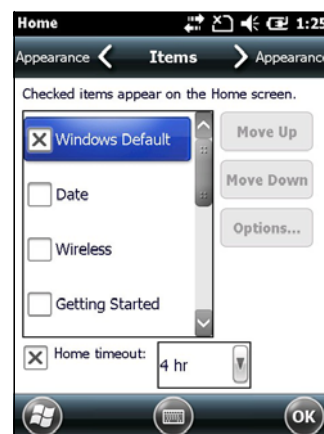 Home 1:25
Appearance Items Appearance
Checked items appear on the Home screen.
Windows Default
Move Up
Date
Move Down
Wireless
Options...
Getting Started
Home timeout: 4 hr
OK